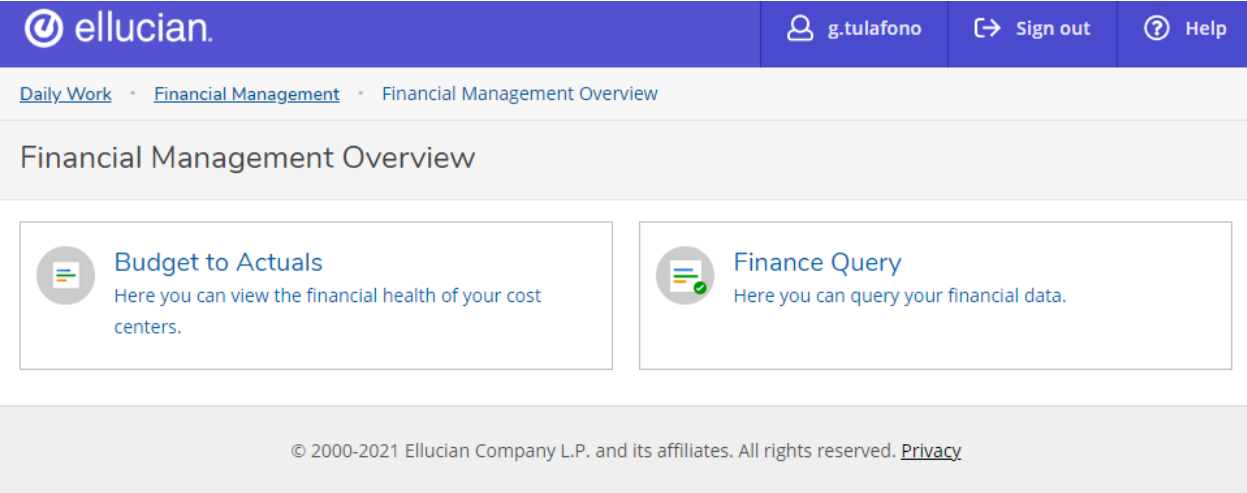 ellucian.
g.tulafono
Sign out
Help
Daily Work · Financial Management · Financial Management Overview
Financial Management Overview
Budget to Actuals
Here you can view the financial health of your cost
centers.
Finance Query
Here you can query your financial data.
© 2000-2021 Ellucian Company L.P. and its affiliates. All rights reserved. Privacy